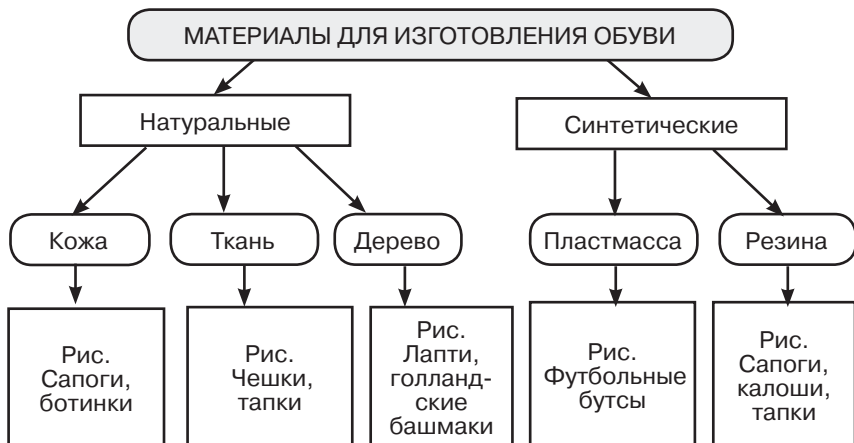 МАТЕРИАЛЫ ДЛЯ ИЗГОТОВЛЕНИЯ ОБУВИ
Натуральные
Синтетические
Кожа
Ткань
Дерево
Пластмасса
Резина
Рис.
Сапоги,
ботинки
Рис.
Чешки,
тапки
Рис.
Лапти,
голланд-
ские
башмаки
Рис.
Футбольные
бутсы
Рис.
Сапоги,
калоши,
тапки